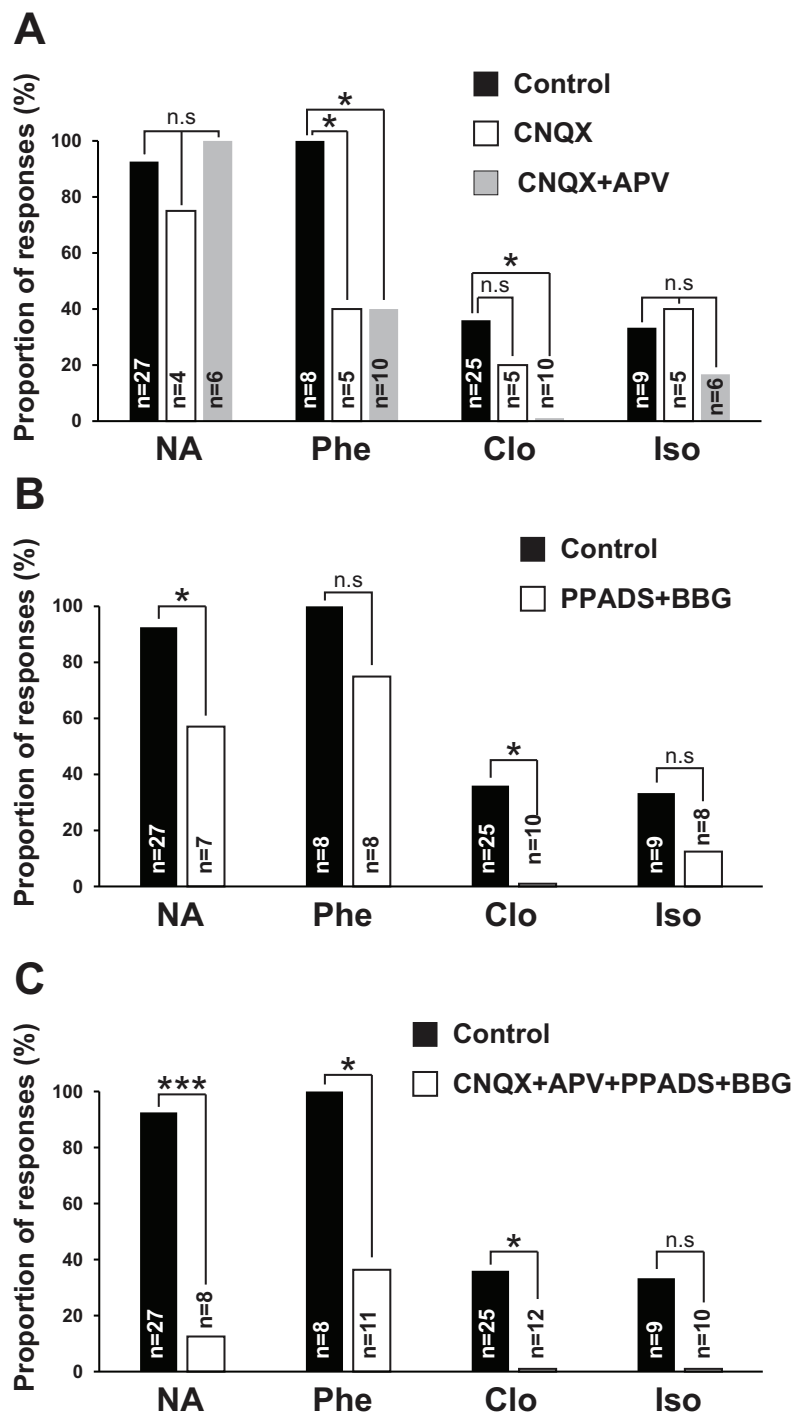 A
Proportion of responses (%)
Control
CNQX
CNQX+APV
100
80
60
40
20
0
n.s
*
*
*
n.s
n.s
n=27
n=4
n=6
n=8
n=5
n=10
n=25
n=5
n=10
n=9
n=5
n=6
NA
Phe
Clo
Iso
B
Proportion of responses (%)
Control
PPADS+BBG
100
80
60
40
20
0
*
n.s
*
n.s
n=27
n=7
n=8
n=8
n=25
n=10
n=9
n=8
NA
Phe
Clo
Iso
C
Proportion of responses (%)
Control
CNQX+APV+PPADS+BBG
100
80
60
40
20
0
***
*
*
n.s
n=27
n=8
n=8
n=11
n=25
n=12
n=9
n=10
NA
Phe
Clo
Iso